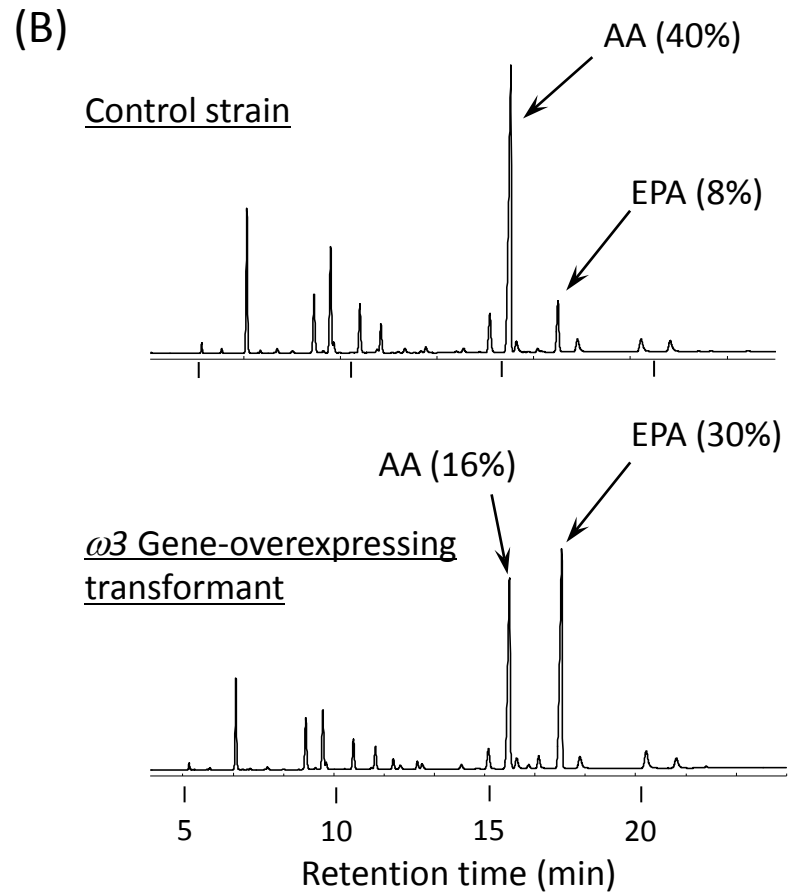 (B)
Control strain
AA (40%)
EPA (8%)
ω3 Gene-overexpressing
transformant
AA (16%)
EPA (30%)
5 10 15 20
Retention time (min)